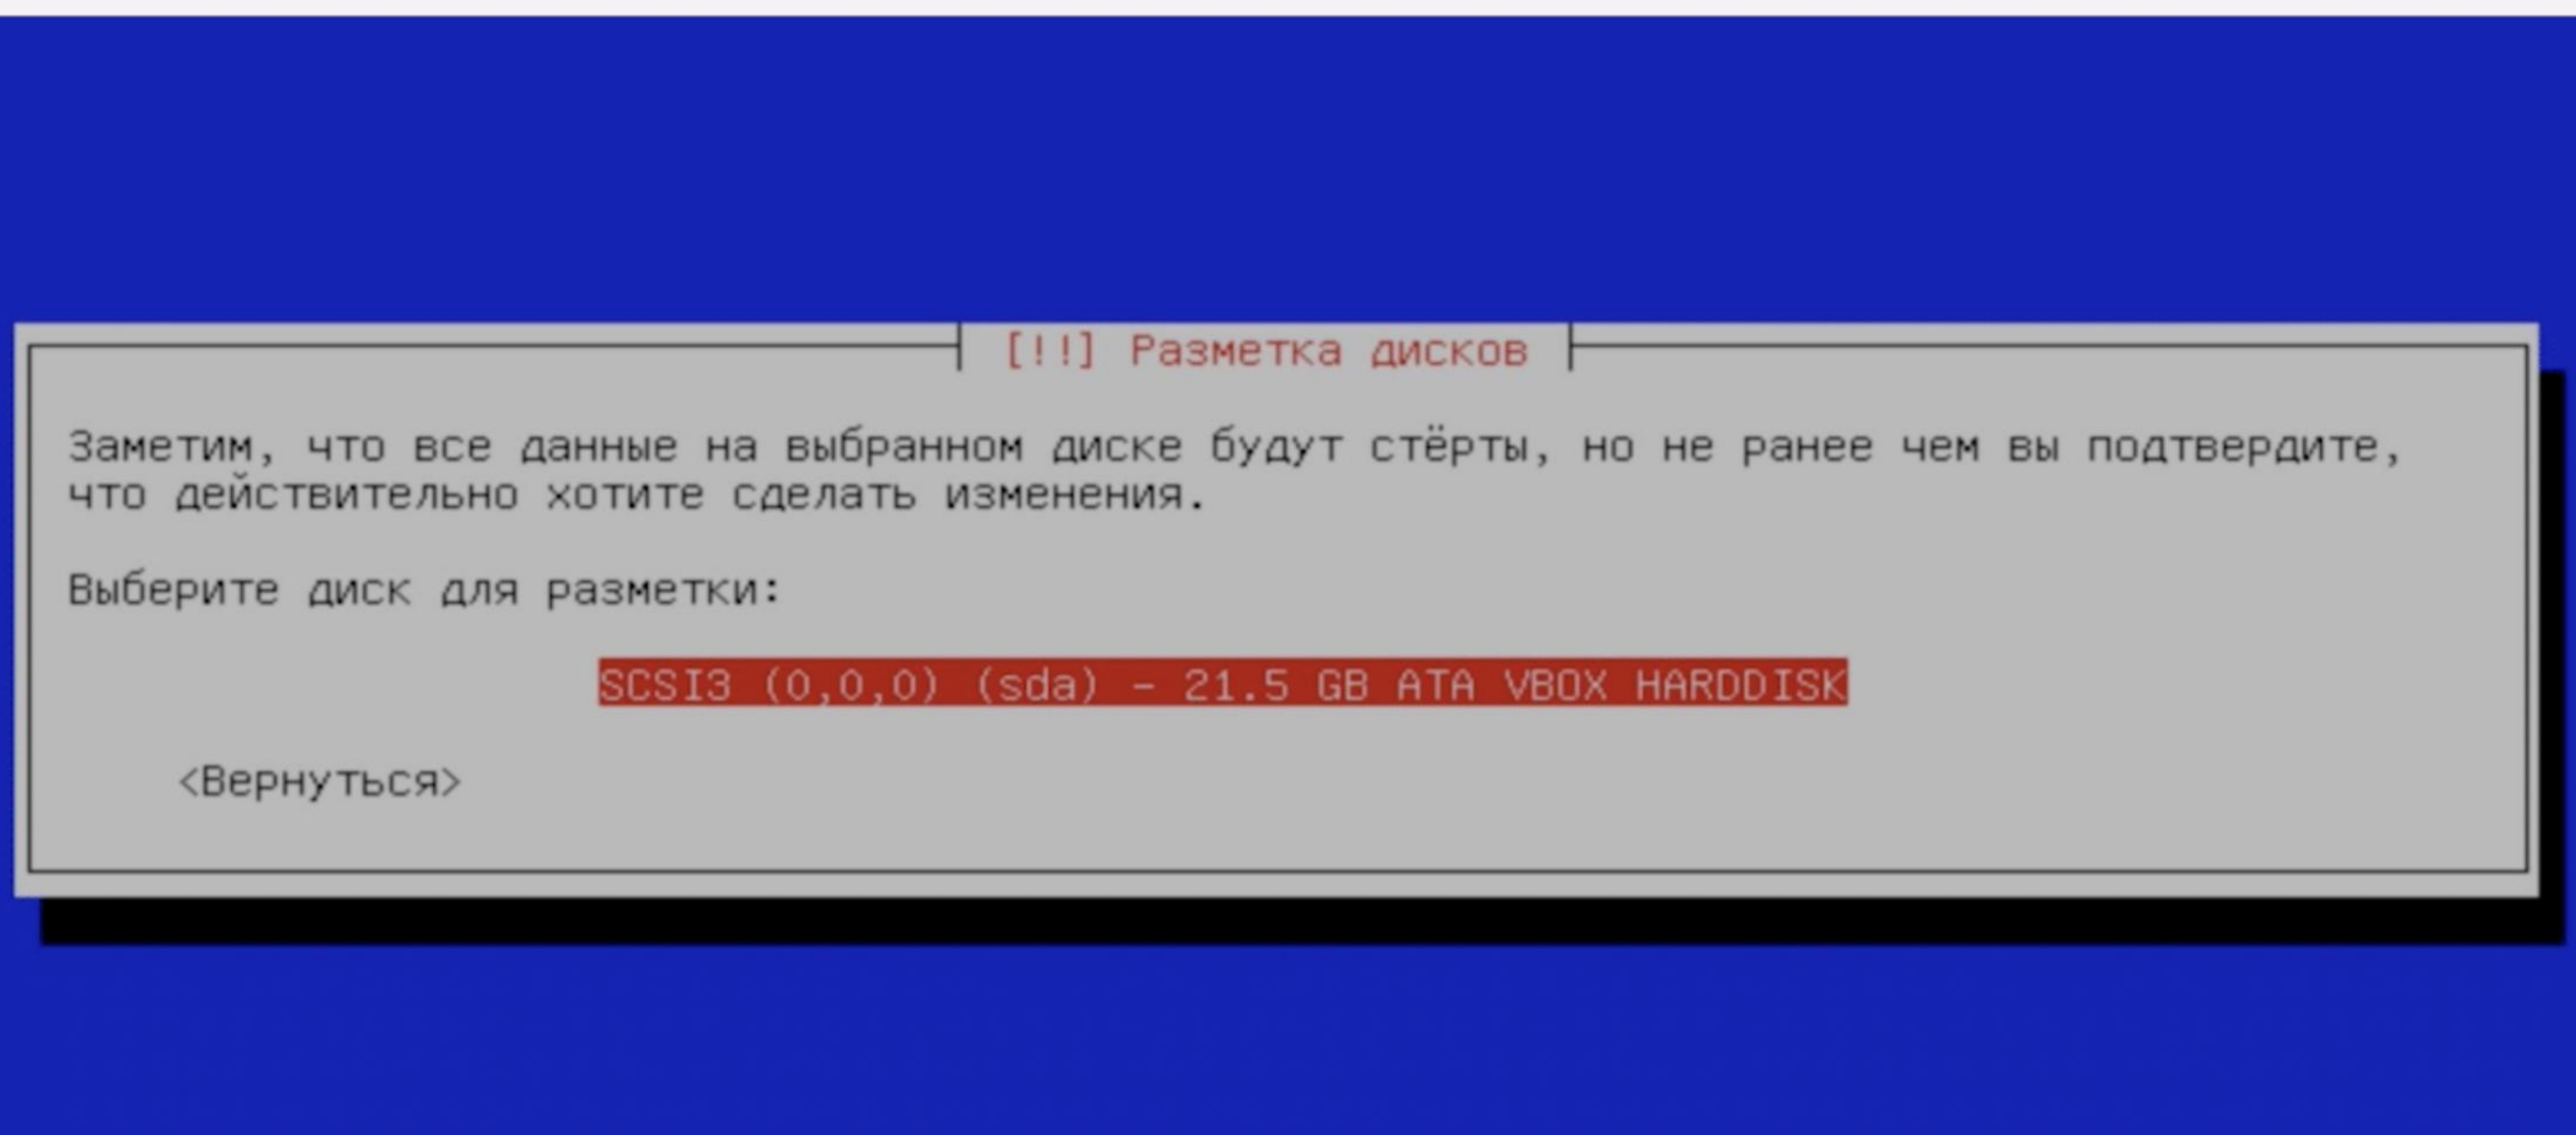 [!!] Разметка дисков
Заметим, что все данные на выбранном диске будут стёрты, но не ранее чем вы подтвердите,
что действительно хотите сделать изменения.
Выберите диск для разметки:
SCSI3 (0,0,0) (sda) - 21.5 GB ATA VBOX HARDDISK
<Вернуться>